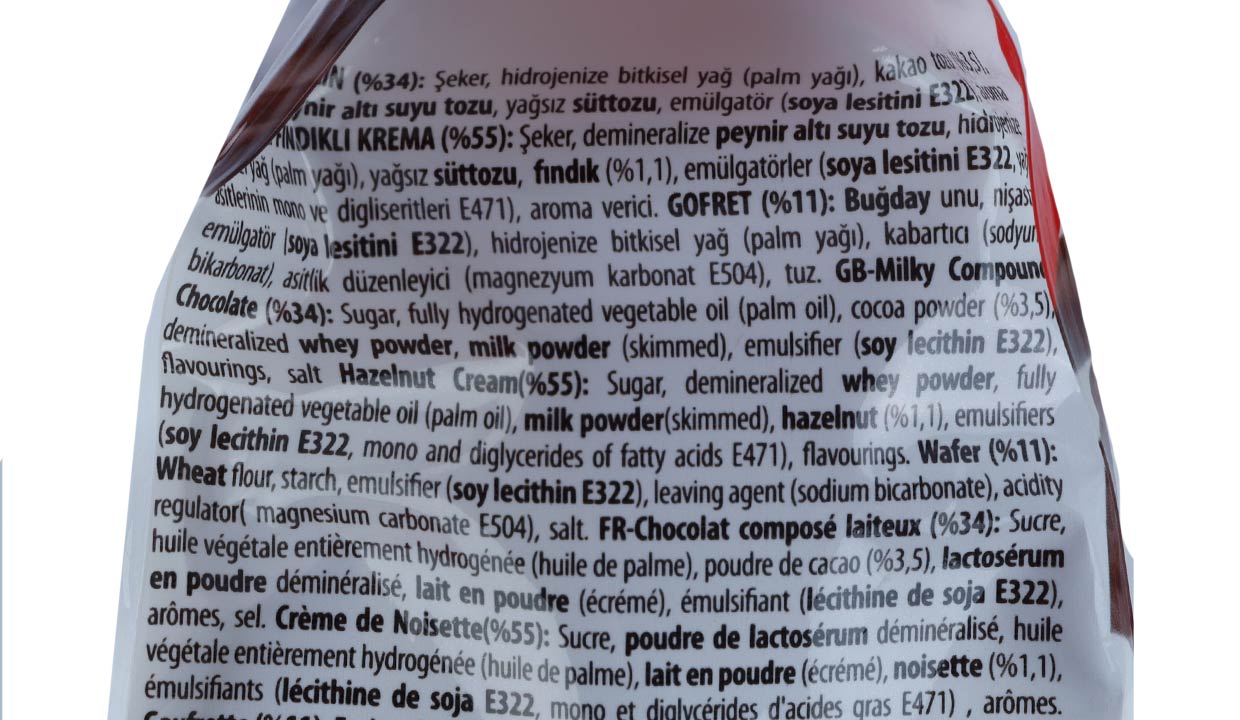 (%34): Şeker, hidrojenize bitkisel yağ (palm yağı), kakao tozu (%3,5),
altı suyu tozu, yağsız süttozu, emülgatör (soya lesitini E322), aroma
FINDIKLI KREMA (%55): Şeker, demineralize peynir altı suyu tozu, hidrojenize
yağ (palm yağı), yağsız süttozu, fındık (%1,1), emülgatörler (soya lesitini E322,
asitlerinin mono ve digliseritleri E471), aroma verici. GOFRET (%11): Buğday unu,
emülgatör (soya lesitini E322), hidrojenize bitkisel yağ (palm yağı), kabartıcı (sodyum
bikarbonat), asitlik düzenleyici (magnezyum karbonat E504), tuz. GB-Milky Compound
Chocolate (%34): Sugar, fully hydrogenated vegetable oil (palm oil), cocoa powder (%3,5),
demineralized whey powder, milk powder (skimmed), emulsifier (soy lecithin E322),
flavourings, salt Hazelnut Cream(%55): Sugar, demineralized whey powder, fully
hydrogenated vegetable oil (palm oil), milk powder(skimmed), hazelnut (%1,1), emulsifiers
(soy lecithin E322, mono and diglycerides of fatty acids E471), flavourings. Wafer (%11):
Wheat flour, starch, emulsifier (soy lecithin E322), leaving agent (sodium bicarbonate), acidity
regulator( magnesium carbonate E504), salt. FR-Chocolat composé laiteux (%34): Sucre,
huile végétale entièrement hydrogénée (huile de palme), poudre de cacao (%3,5), lactosérum
en poudre déminéralisé, lait en poudre (écrémé), émulsifiant (lécithine de soja E322),
arômes, sel. Crème de Noisette(%55): Sucre, poudre de lactosérum déminéralisé, huile
végétale entièrement hydrogénée (huile de palme), lait en poudre (écrémé), noisette (%1,1),
émulsifiants (lécithine de soja E322, mono et diglycérides d'acides gras E471) , arômes.